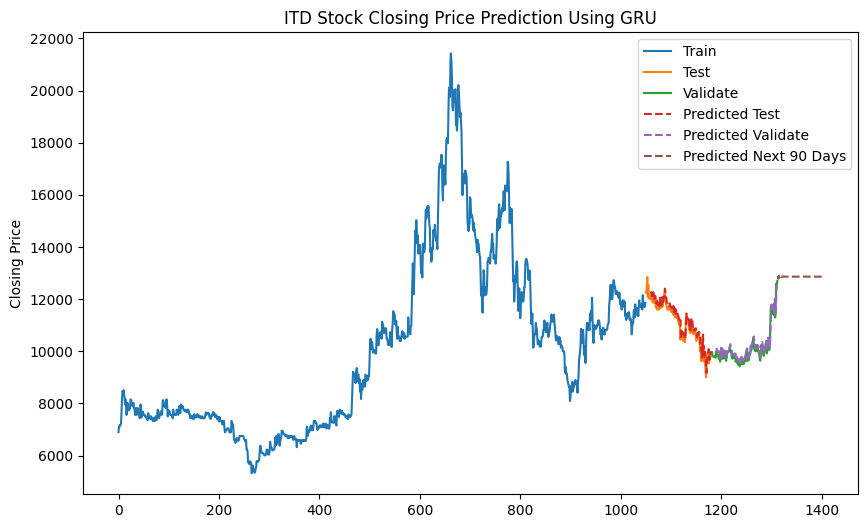 ITD Stock Closing Price Prediction Using GRU
22000
20000
18000
16000
14000
12000
10000
8000
6000
Closing Price
0 200 400 600 800 1000 1200 1400
Train
Test
Validate
Predicted Test
Predicted Validate
Predicted Next 90 Days